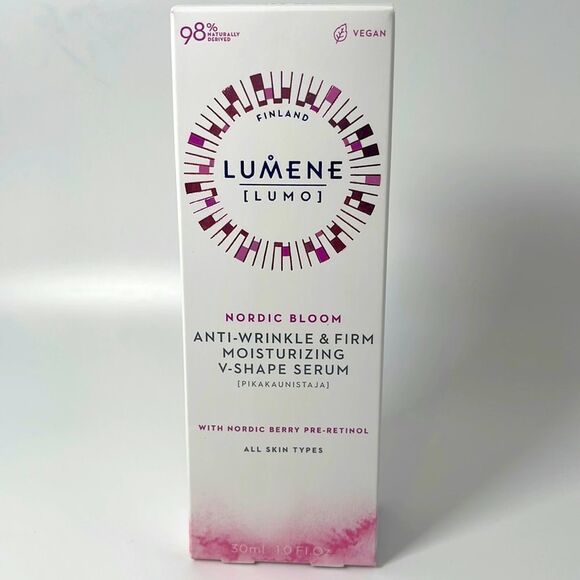 98% NATURALLY DERIVED
VEGAN
FINLAND
LUMENE
[LUMO]
NORDIC BLOOM
ANTI-WRINKLE & FIRM
MOISTURIZING
V-SHAPE SERUM
[PIKAKAUNISTAJA]
WITH NORDIC BERRY PRE-RETINOL
ALL SKIN TYPES
30ml 1.0 Fl.Oz.